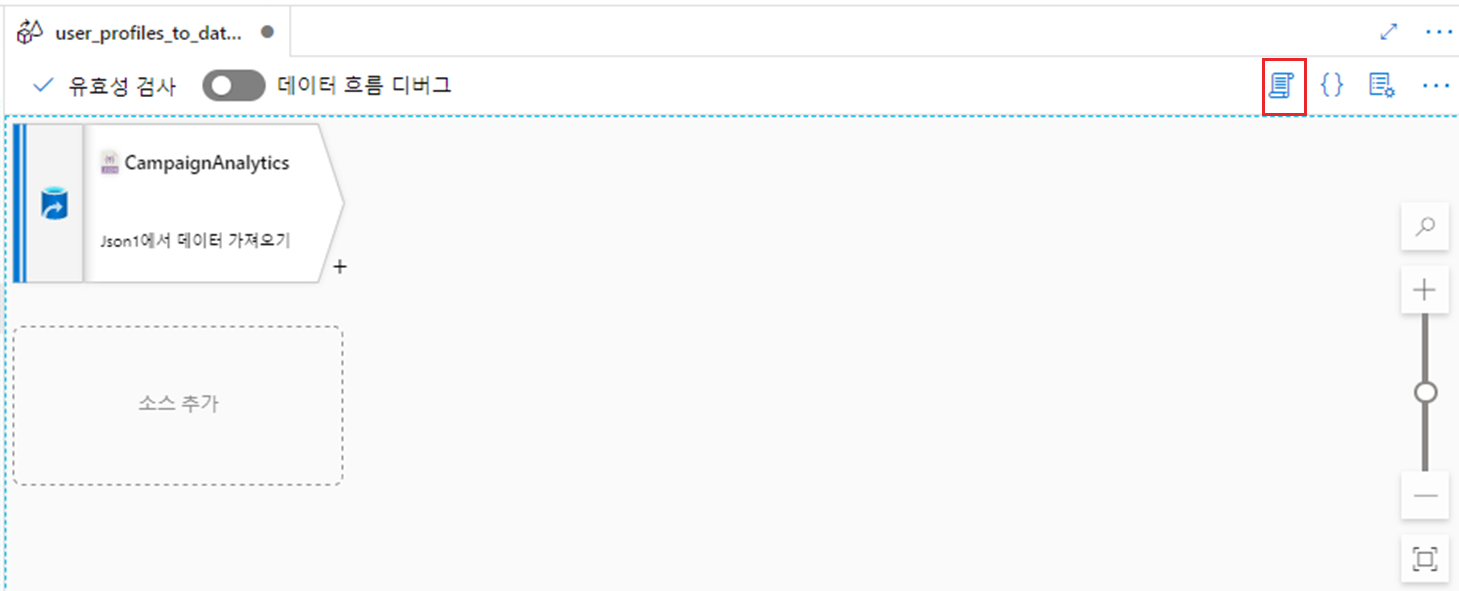 user_profiles_to_dat...
유효성 검사 데이터 흐름 디버그 { }
CampaignAnalytics
Json1에서 데이터 가져오기
소스 추가